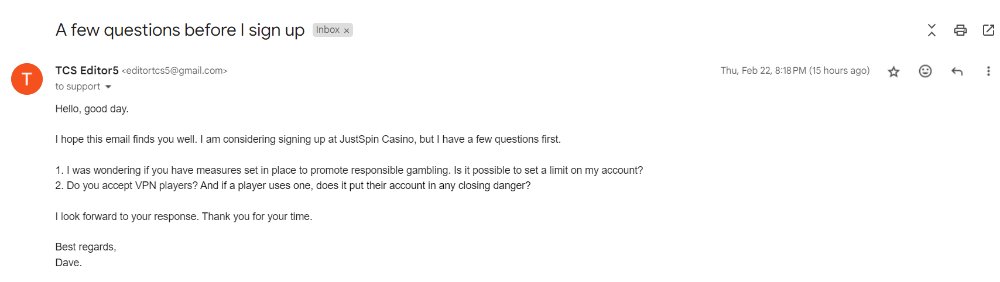 A few questions before I sign up Inbox ×
TCS Editor5 <editortcs5@gmail.com> Thu, Feb 22, 8:18 PM (15 hours ago)
to support
T
Hello, good day.
I hope this email finds you well. I am considering signing up at JustSpin Casino, but I have a few questions first.
1. I was wondering if you have measures set in place to promote responsible gambling. Is it possible to set a limit on my account?
2. Do you accept VPN players? And if a player uses one, does it put their account in any closing danger?
I look forward to your response. Thank you for your time.
Best regards,
Dave.